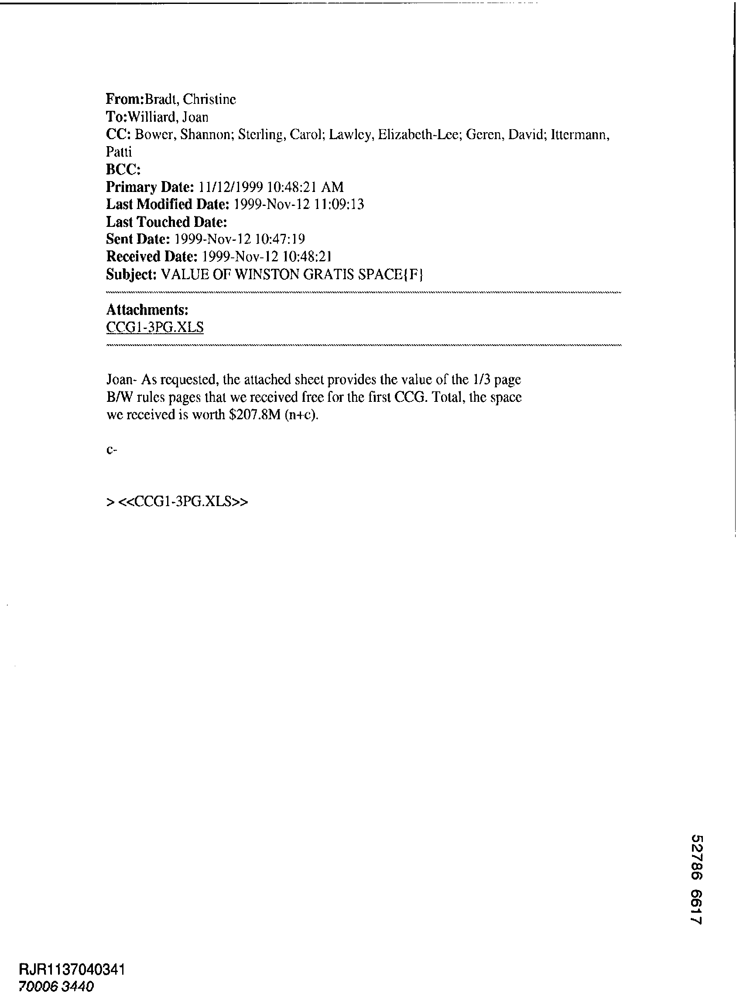 From:Bradt, Christine
To:Williard, Joan
CC: Bower, Shannon; Sterling, Carol; Lawley, Elizabeth-Lee; Geren, David; Ittermann,
Patti
BCC:
Primary Date: 11/12/1999 10:48:21 AM
Last Modified Date: 1999-Nov-12 11:09:13
Last Touched Date:
Sent Date: 1999-Nov-12 10:47:19
Received Date: 1999-Nov-12 10:48:21
Subject: VALUE OF WINSTON GRATIS SPACE{F}
Attachments:
CCG1-3PG.XLS
Joan- As requested, the attached sheet provides the value of the 1/3 page
B/W rules pages that we received free for the first CCG. Total, the space
we received is worth $207.8M (n+c).
c-
> <<CCG1-3PG.XLS>>
52786 6617
RJR1137040341
70006 3440